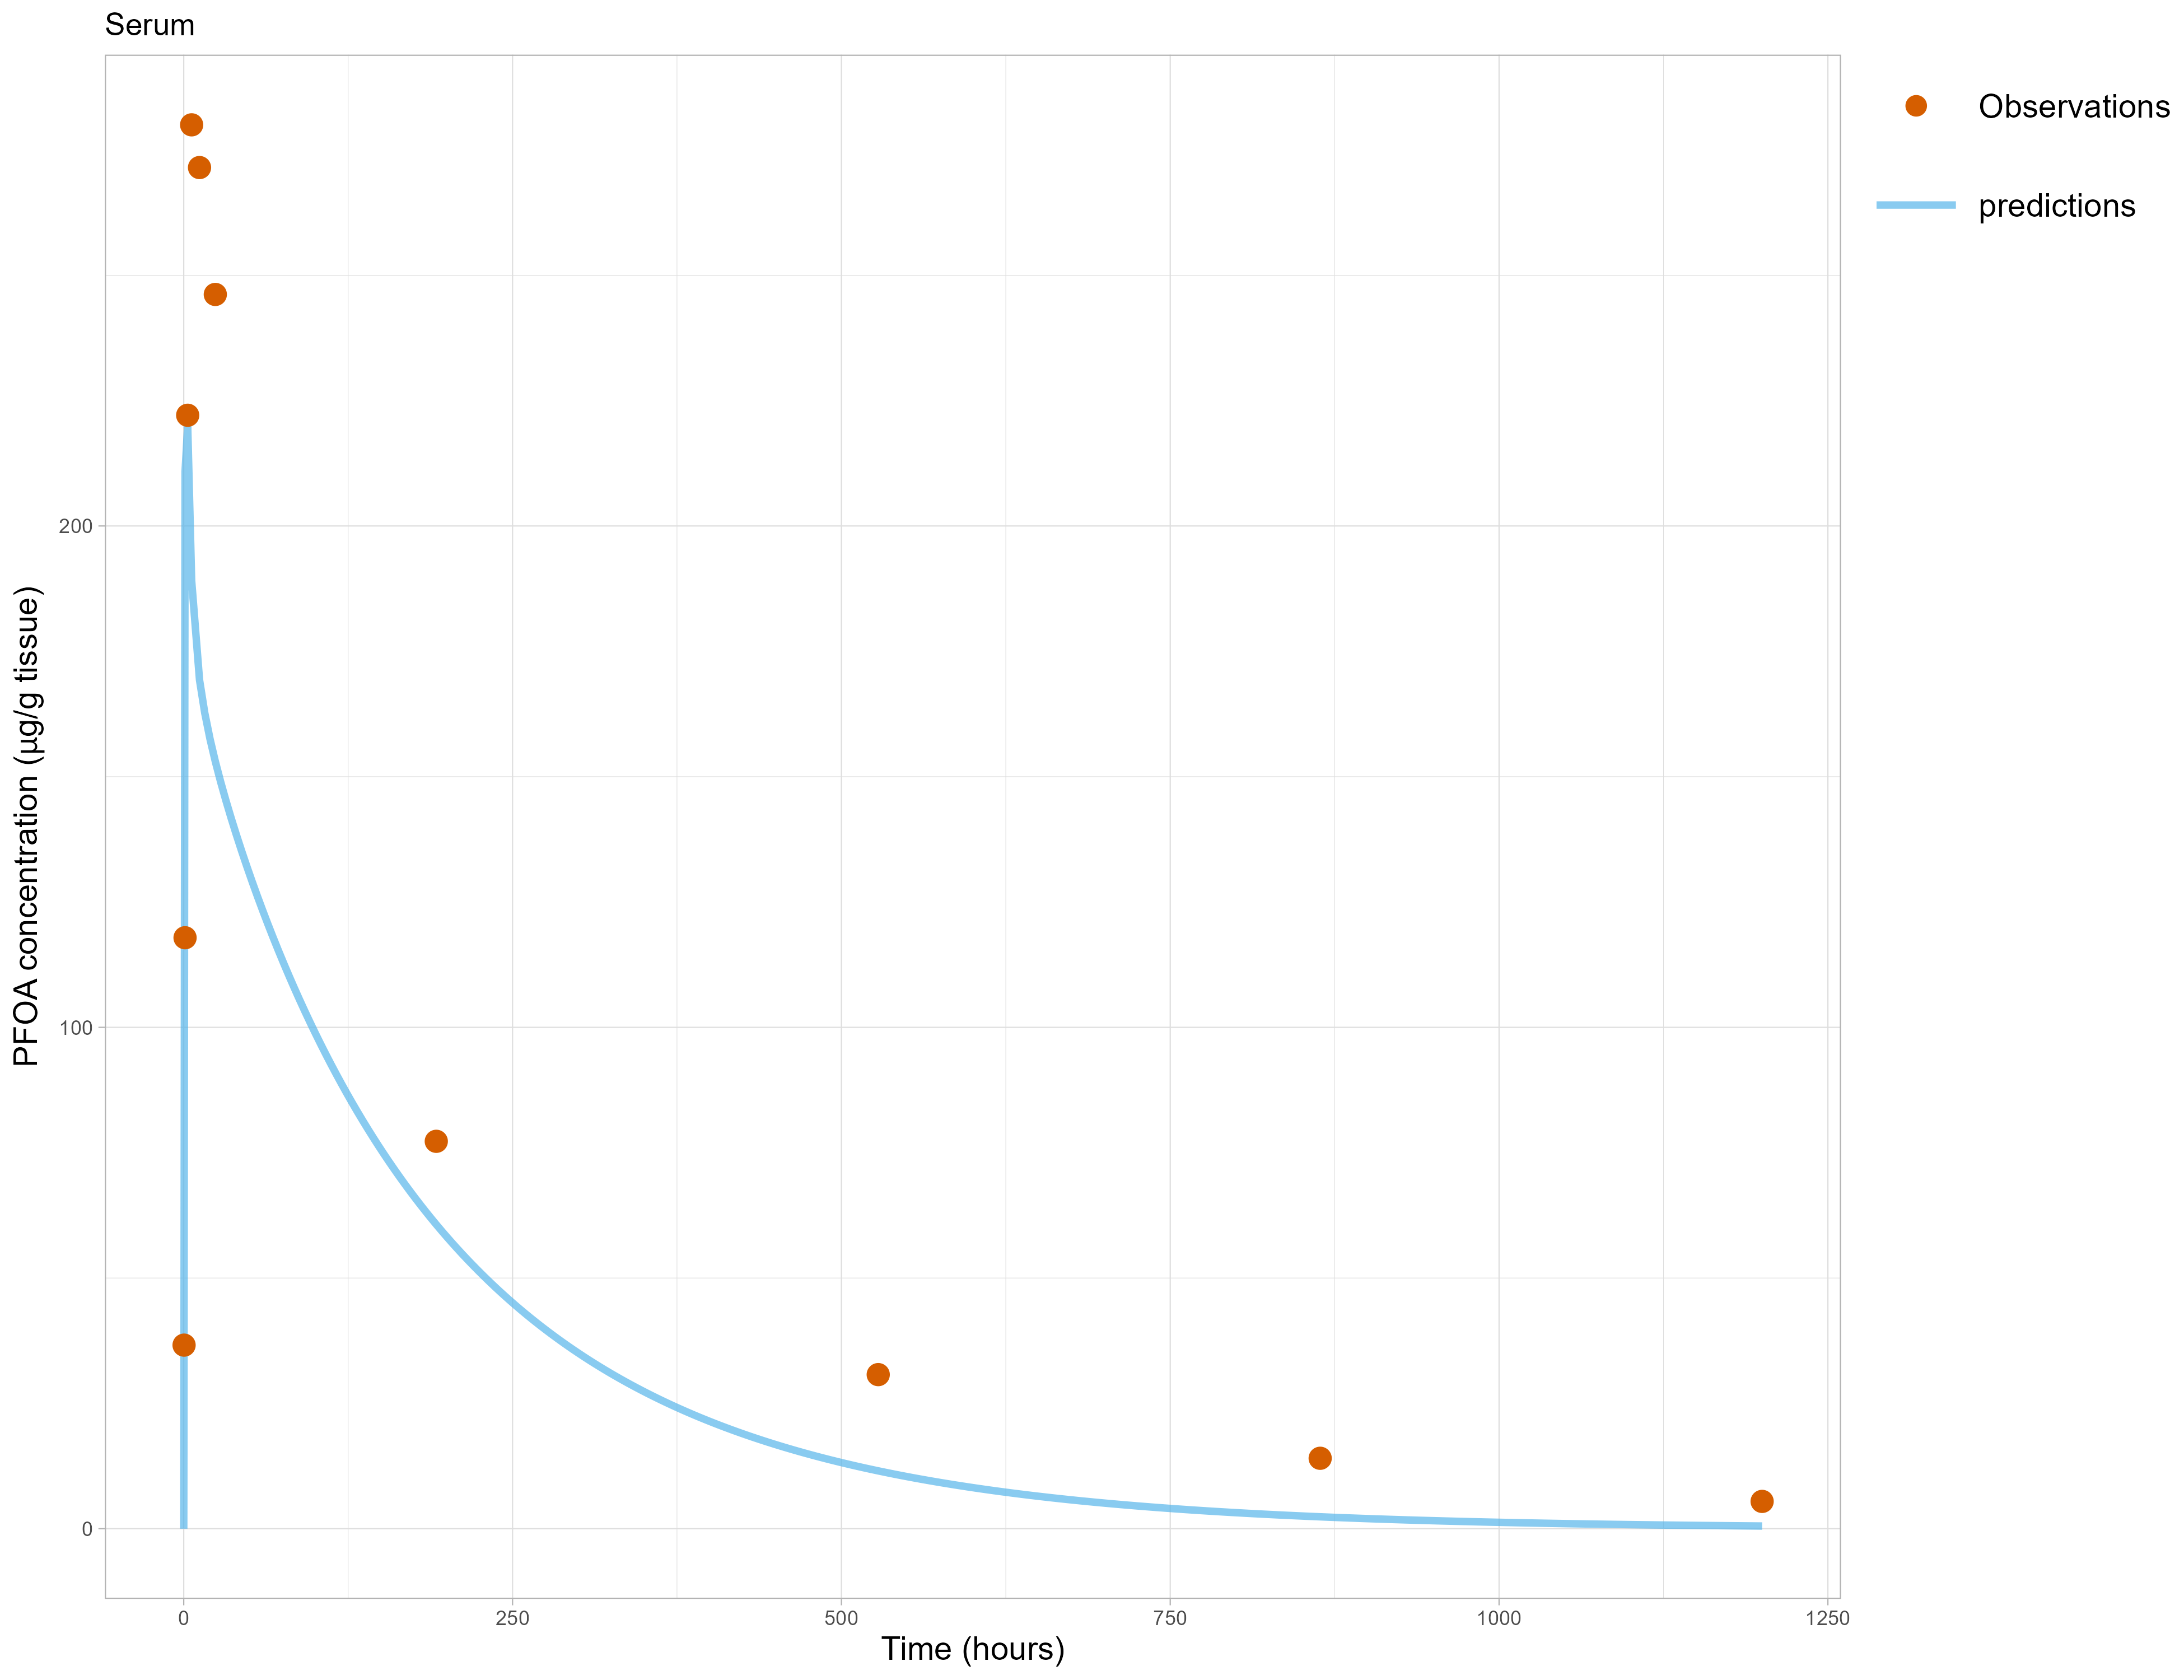 Serum
Observations
predictions
PFOA concentration (µg/g tissue)
200
100
0
0 250 500 750 1000 1250
Time (hours)